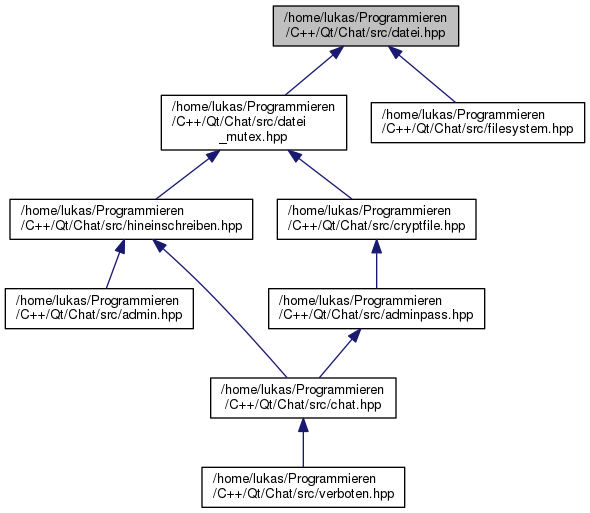 /home/lukas/Programmieren
/C++/Qt/Chat/src/datei.hpp
/home/lukas/Programmieren
/C++/Qt/Chat/src/datei
_mutex.hpp
/home/lukas/Programmieren
/C++/Qt/Chat/src/filesystem.hpp
/home/lukas/Programmieren
/C++/Qt/Chat/src/hineinschreiben.hpp
/home/lukas/Programmieren
/C++/Qt/Chat/src/cryptfile.hpp
/home/lukas/Programmieren
/C++/Qt/Chat/src/admin.hpp
/home/lukas/Programmieren
/C++/Qt/Chat/src/adminpass.hpp
/home/lukas/Programmieren
/C++/Qt/Chat/src/chat.hpp
/home/lukas/Programmieren
/C++/Qt/Chat/src/verboten.hpp